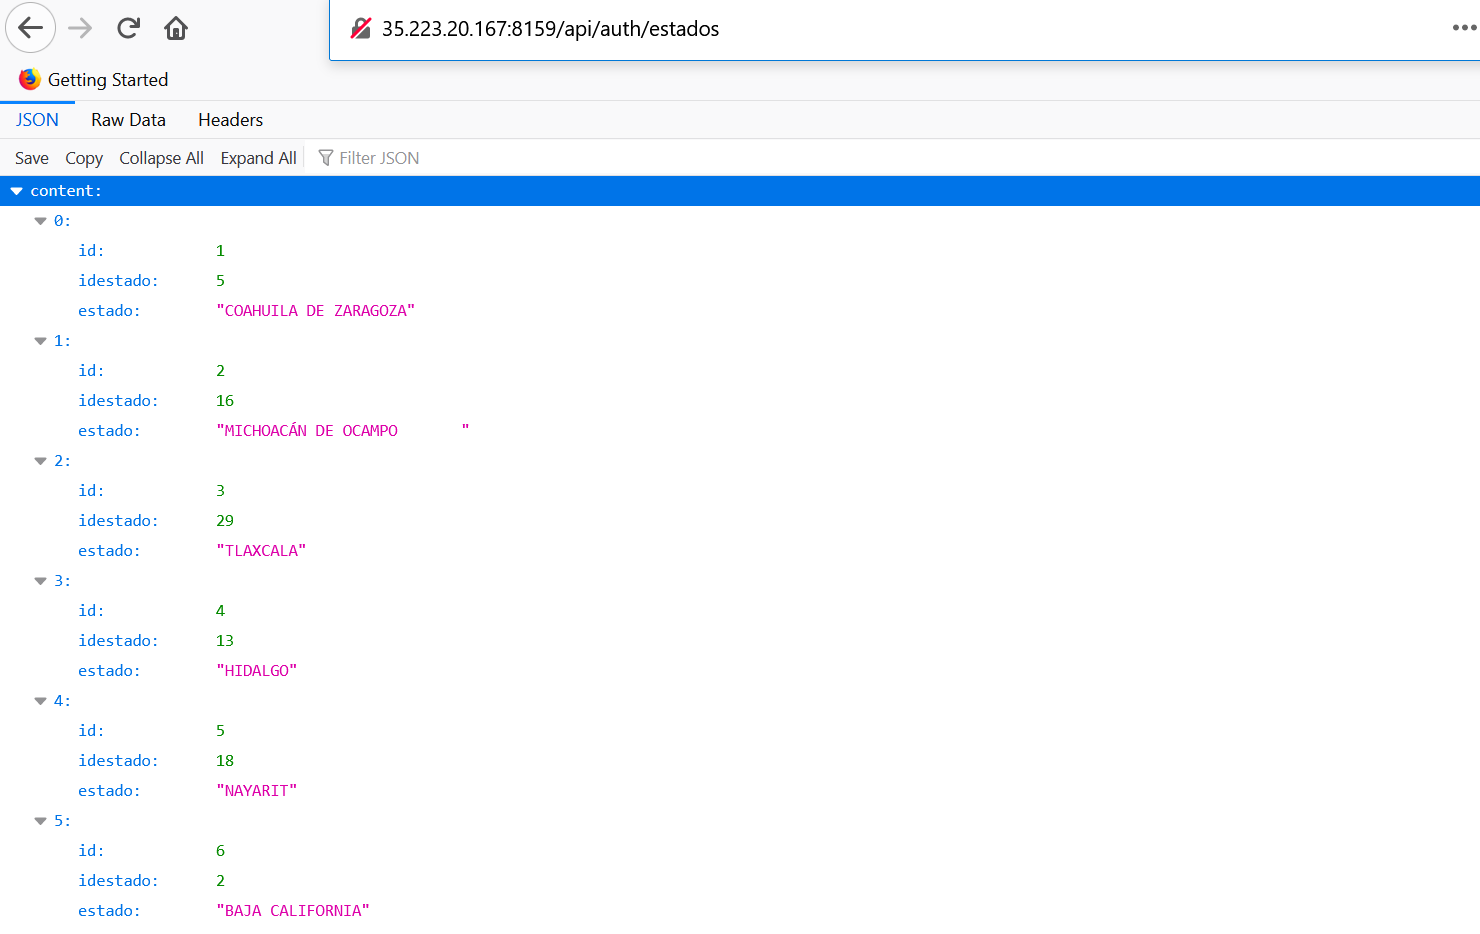 35.223.20.167:8159/api/auth/estados
Getting Started
JSON Raw Data Headers
Save Copy Collapse All Expand All Filter JSON
content:
0:
id: 1
idestado: 5
estado: "COAHUILA DE ZARAGOZA"
1:
id: 2
idestado: 16
estado: "MICHOACÁN DE OCAMPO       "
2:
id: 3
idestado: 29
estado: "TLAXCALA"
3:
id: 4
idestado: 13
estado: "HIDALGO"
4:
id: 5
idestado: 18
estado: "NAYARIT"
5:
id: 6
idestado: 2
estado: "BAJA CALIFORNIA"